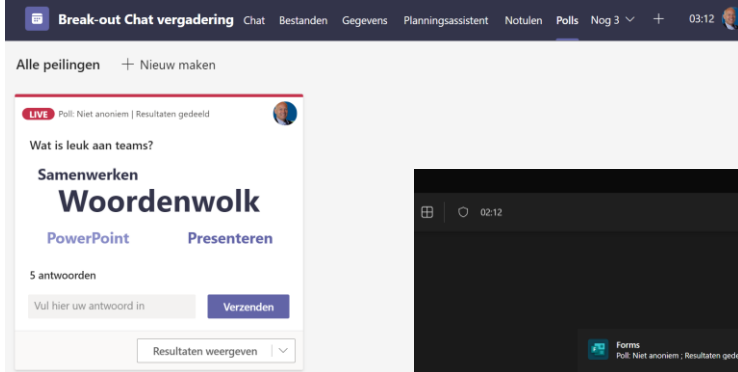 Break-out Chat vergadering Chat Bestanden Gegevens Planningsassistent Notulen Polls Nog 3 03:12
Alle peilingen + Nieuw maken
LIVE Poll: Niet anoniem | Resultaten gedeeld
Wat is leuk aan teams?
Samenwerken
Woordenwolk
PowerPoint Presenteren
5 antwoorden
Vul hier uw antwoord in Verzenden
Resultaten weergeven
02:12
Forms
Poll: Niet anoniem ; Resultaten